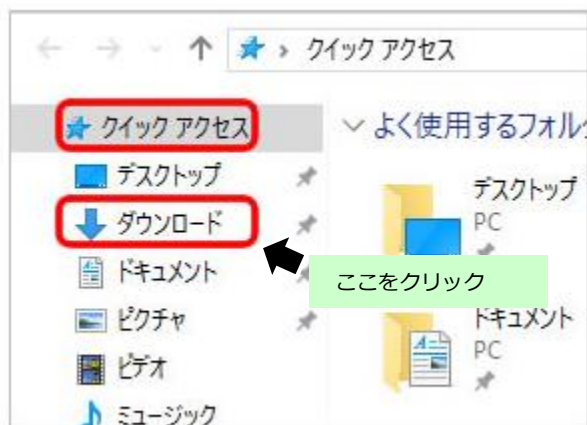 クイック アクセス
クイック アクセス
デスクトップ
ダウンロード
ドキュメント
ピクチャ
ビデオ
ミュージック
よく使用するフォル
デスクトップ
PC
ここをクリック
ドキュメント
PC